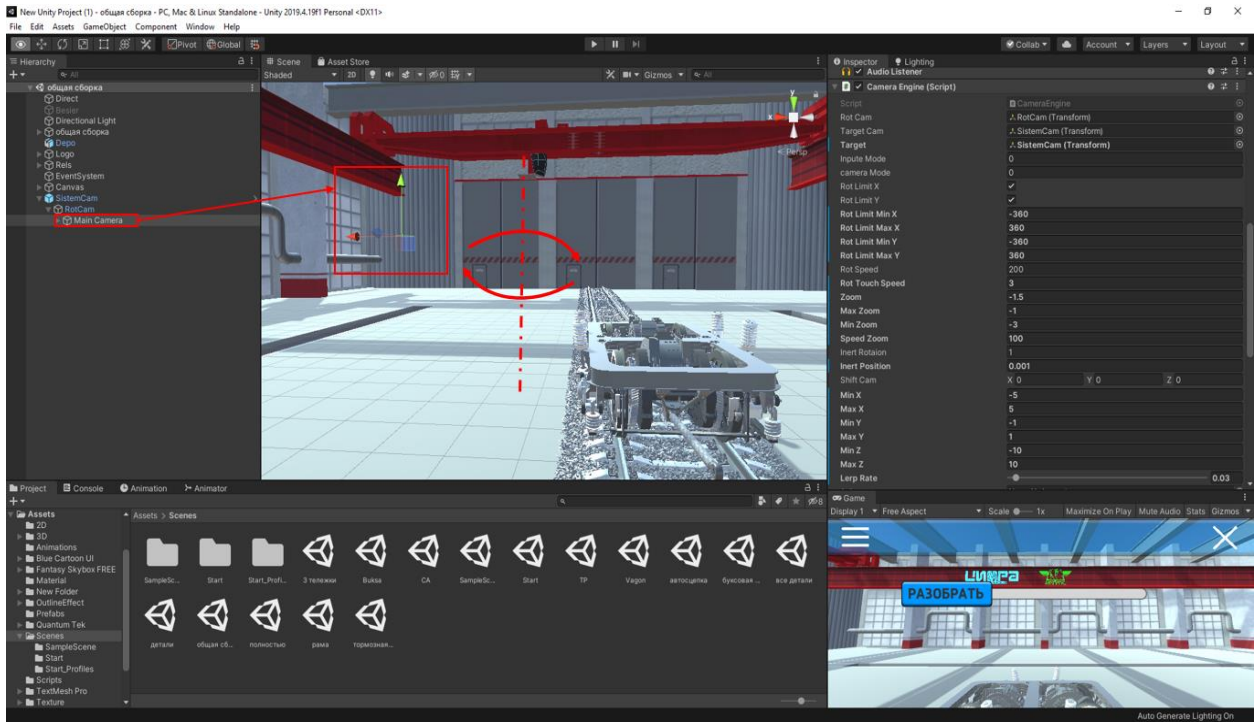 New Unity Project (1) - общая сборка - PC, Mac & Linux Standalone - Unity 2019.4.19f1 Personal <DX11>
File Edit Assets GameObject Component Window Help
Pivot Global
Collab Account Layers Layout
Hierarchy
All
общая сборка
Direct
Besier
Directional Light
общая сборка
Depo
Logo
Rels
EventSystem
Canvas
SistemCam
RotCam
Main Camera
Scene Asset Store
Shaded 2D 0 Gizmos All
y
x
Persp
Inspector Lighting
Audio Listener
Camera Engine (Script)
Script CameraEngine
Rot Cam RotCam (Transform)
Target Cam SistemCam (Transform)
Target SistemCam (Transform)
Inpute Mode 0
camera Mode 0
Rot Limit X
Rot Limit Y
Rot Limit Min X -360
Rot Limit Max X 360
Rot Limit Min Y -360
Rot Limit Max Y 360
Rot Speed 200
Rot Touch Speed 3
Zoom -1.5
Max Zoom -1
Min Zoom -3
Speed Zoom 100
Inert Rotaion 1
Inert Position 0.001
Shift Cam X 0 Y 0 Z 0
Min X -5
Max X 5
Min Y -1
Max Y 1
Min Z -10
Max Z 10
Lerp Rate 0.03
Project Console Animation Animator
8
Assets
2D
3D
Animations
Blue Cartoon UI
Fantasy Skybox FREE
Material
New Folder
OutlineEffect
Prefabs
Quantum Tek
Scenes
SampleScene
Start
Start_Profiles
Scripts
TextMesh Pro
Texture
Assets > Scenes
SampleSc... Start Start_Profi... 3 тележки Buksa CA SampleSc... Start TP Vagon автосцепка буксовая ... все детали
детали общая сб... полностью рама тормозная...
Game
Display 1 Free Aspect Scale 1x Maximize On Play Mute Audio Stats Gizmos
ЦИФРА
РАЗОБРАТЬ
Auto Generate Lighting On